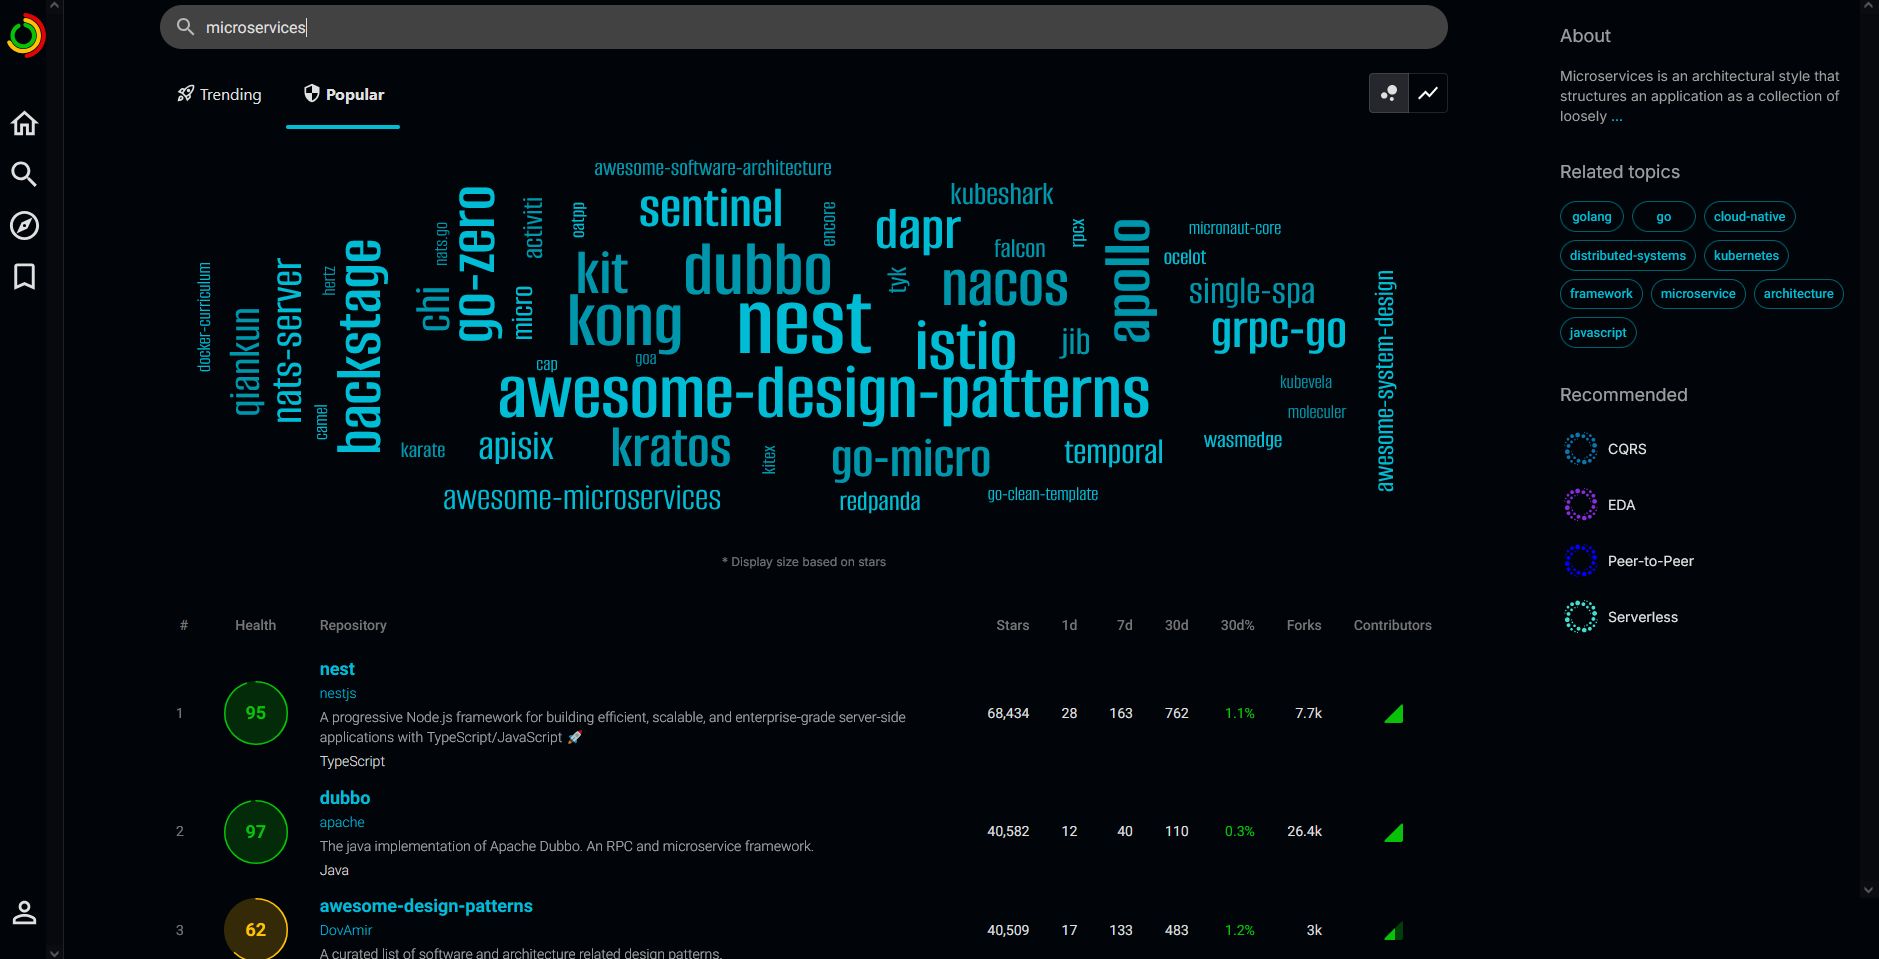 microservices
Trending
Popular
awesome-software-architecture
sentinel
kubeshark
go-zero
activiti
oatpp
encore
dapr
rpcx
micronaut-core
nats.go
falcon
apollo
ocelot
backstage
kit
dubbo
tyk
nacos
single-spa
docker-curriculum
nats-server
hertz
chi
micro
kong
nest
istio
jib
grpc-go
awesome-system-design
qiankun
cap
goa
awesome-design-patterns
kubevela
moleculer
camel
karate
apisix
kratos
kitex
go-micro
temporal
wasmedge
awesome-microservices
redpanda
go-clean-template
* Display size based on stars
# Health Repository Stars 1d 7d 30d 30d% Forks Contributors
nest
nestjs
1 95 68,434 28 163 762 1.1% 7.7k
A progressive Node.js framework for building efficient, scalable, and enterprise-grade server-side
applications with TypeScript/JavaScript 🚀
TypeScript
dubbo
apache
2 97 40,582 12 40 110 0.3% 26.4k
The java implementation of Apache Dubbo. An RPC and microservice framework.
Java
awesome-design-patterns
DovAmir
3 62 40,509 17 133 483 1.2% 3k
A curated list of software and architecture related design patterns.
About
Microservices is an architectural style that
structures an application as a collection of
loosely ...
Related topics
golang go cloud-native
distributed-systems kubernetes
framework microservice architecture
javascript
Recommended
CQRS
EDA
Peer-to-Peer
Serverless